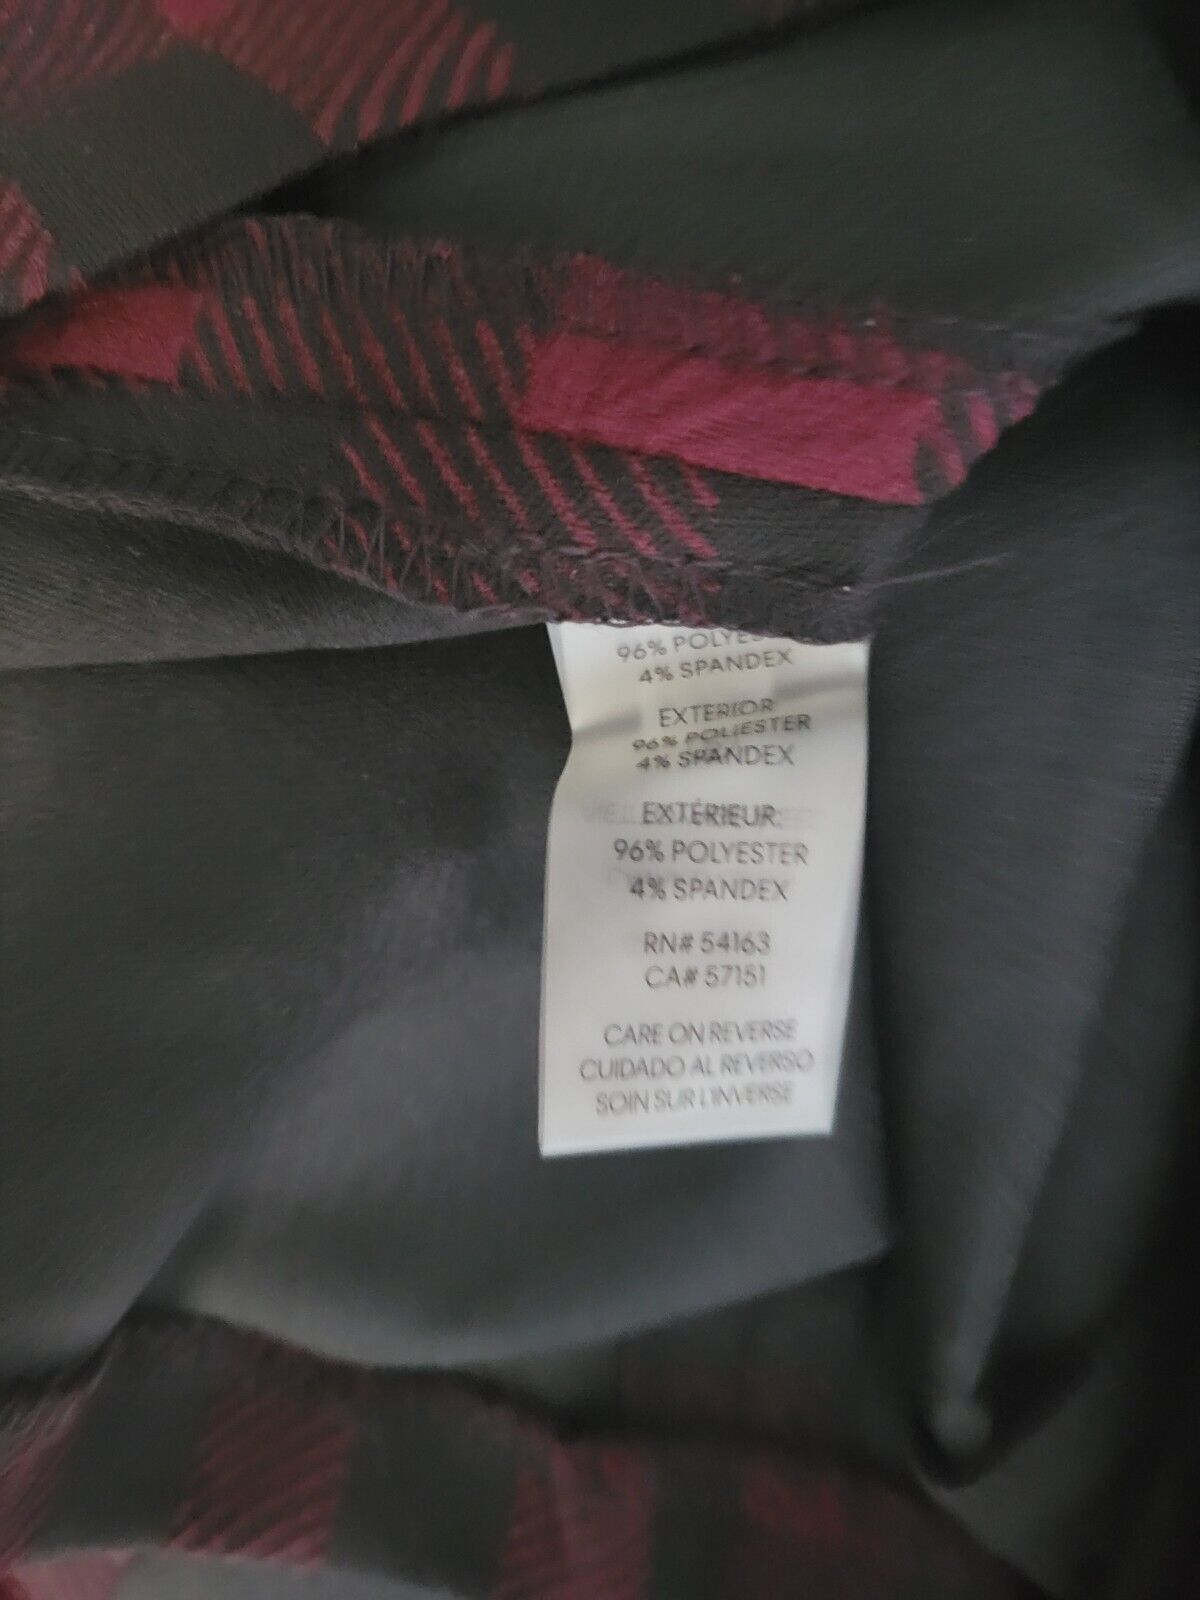 96%
4% SPANDEX
EXTERIOR
96% POLIESTER
4% SPANDEX
EXTÉRIEUR:
96% POLYESTER
4% SPANDEX
RN# 54163
CA# 57151
CARE ON REVERSE
CUIDADO AL REVERSO
SOIN SUR L'INVERSE